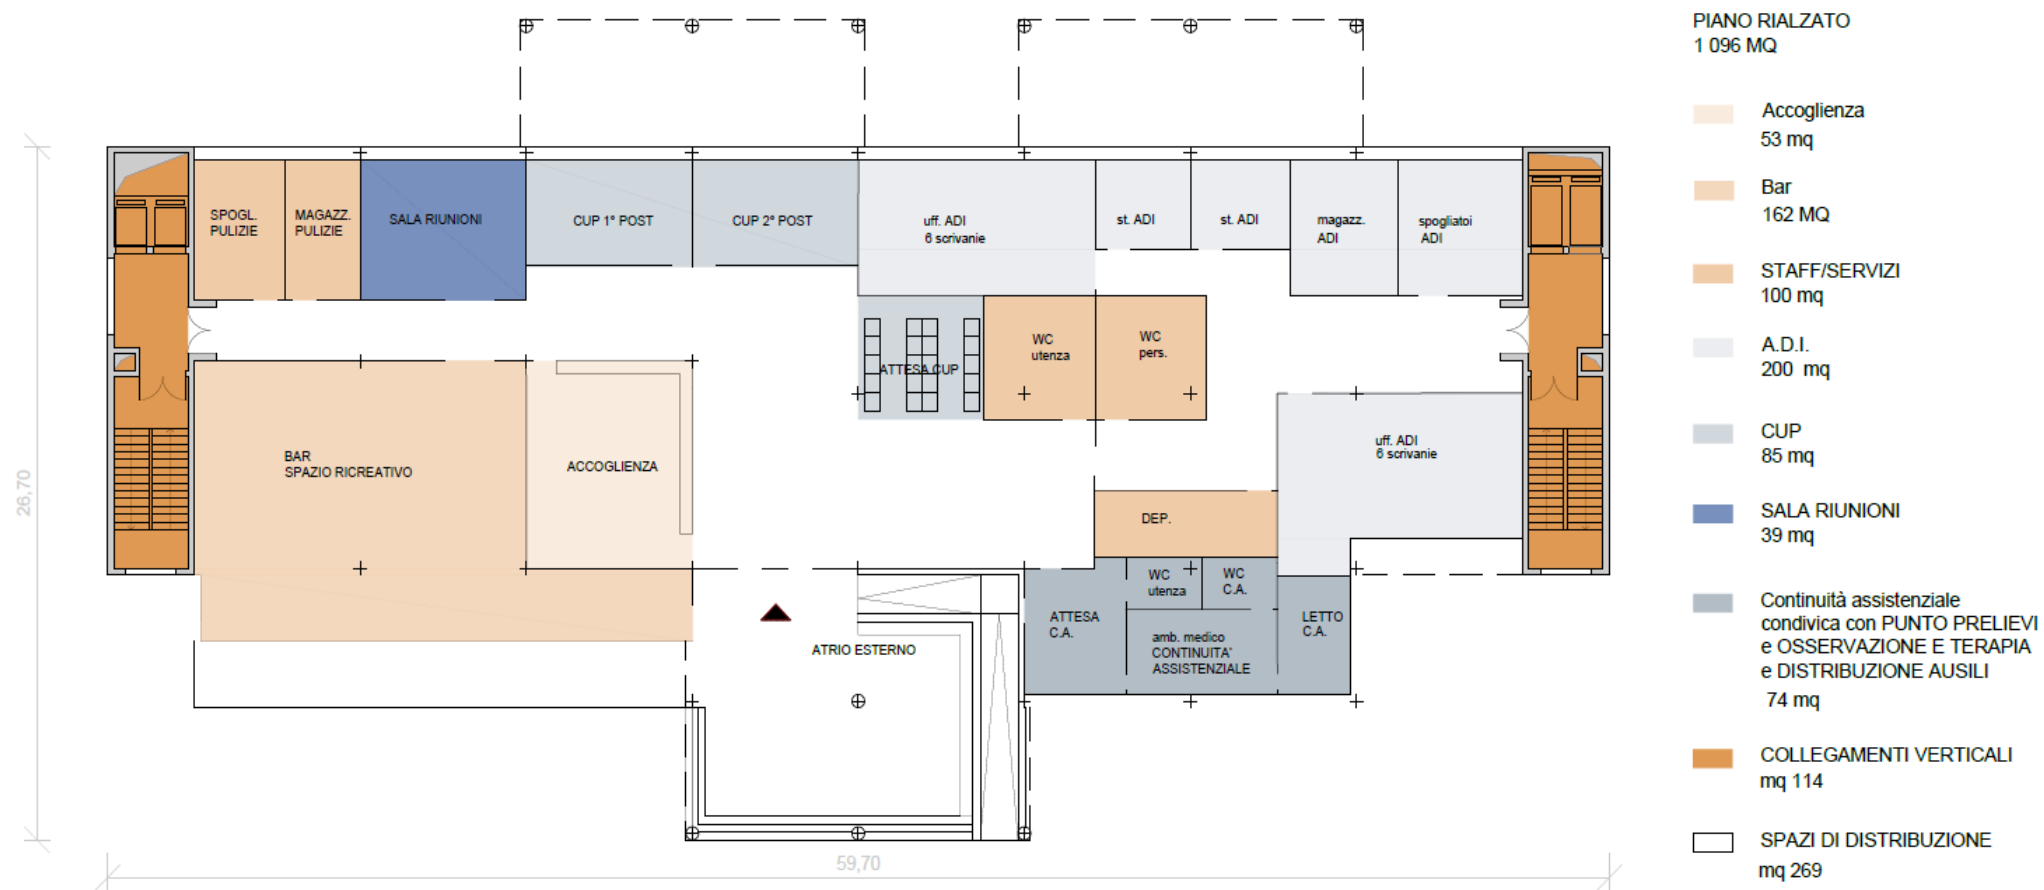 PIANO RIALZATO
1 096 MQ
Accoglienza
53 mq
Bar
162 MQ
STAFF/SERVIZI
100 mq
A.D.I.
200 mq
CUP
85 mq
SALA RIUNIONI
39 mq
Continuità assistenziale
condivica con PUNTO PRELIEVI
e OSSERVAZIONE E TERAPIA
e DISTRIBUZIONE AUSILI
74 mq
COLLEGAMENTI VERTICALI
mq 114
SPAZI DI DISTRIBUZIONE
mq 269
SPOGL.
PULIZIE
MAGAZZ.
PULIZIE
SALA RIUNIONI
CUP 1° POST
CUP 2° POST
uff. ADI
6 scrivanie
st. ADI
st. ADI
magazz.
ADI
spogliatoi
ADI
WC
utenza
WC
pers.
ATTESA CUP
BAR
SPAZIO RICREATIVO
ACCOGLIENZA
uff. ADI
6 scrivanie
DEP.
WC
utenza
WC
C.A.
ATTESA
C.A.
LETTO
C.A.
amb. medico
CONTINUITA'
ASSISTENZIALE
ATRIO ESTERNO
26,70
59,70